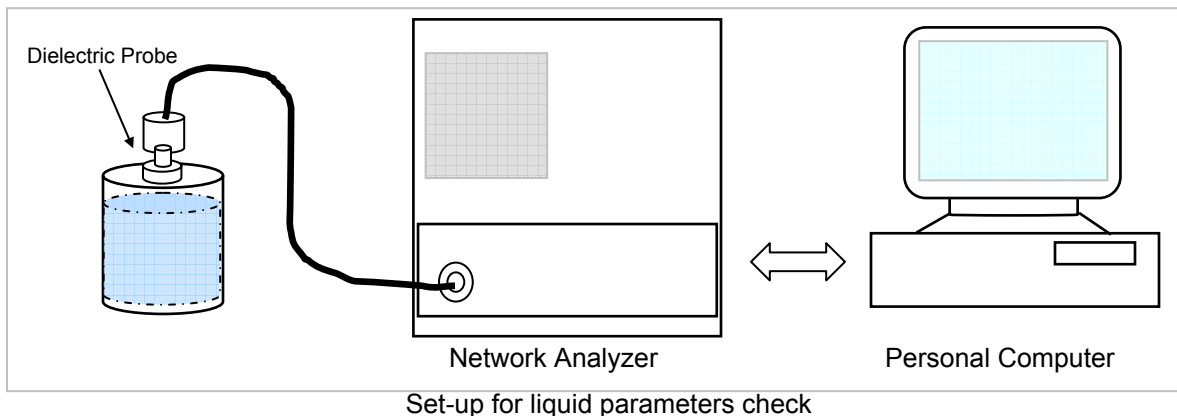 Dielectric Probe
Network Analyzer
Personal Computer
Set-up for liquid parameters check